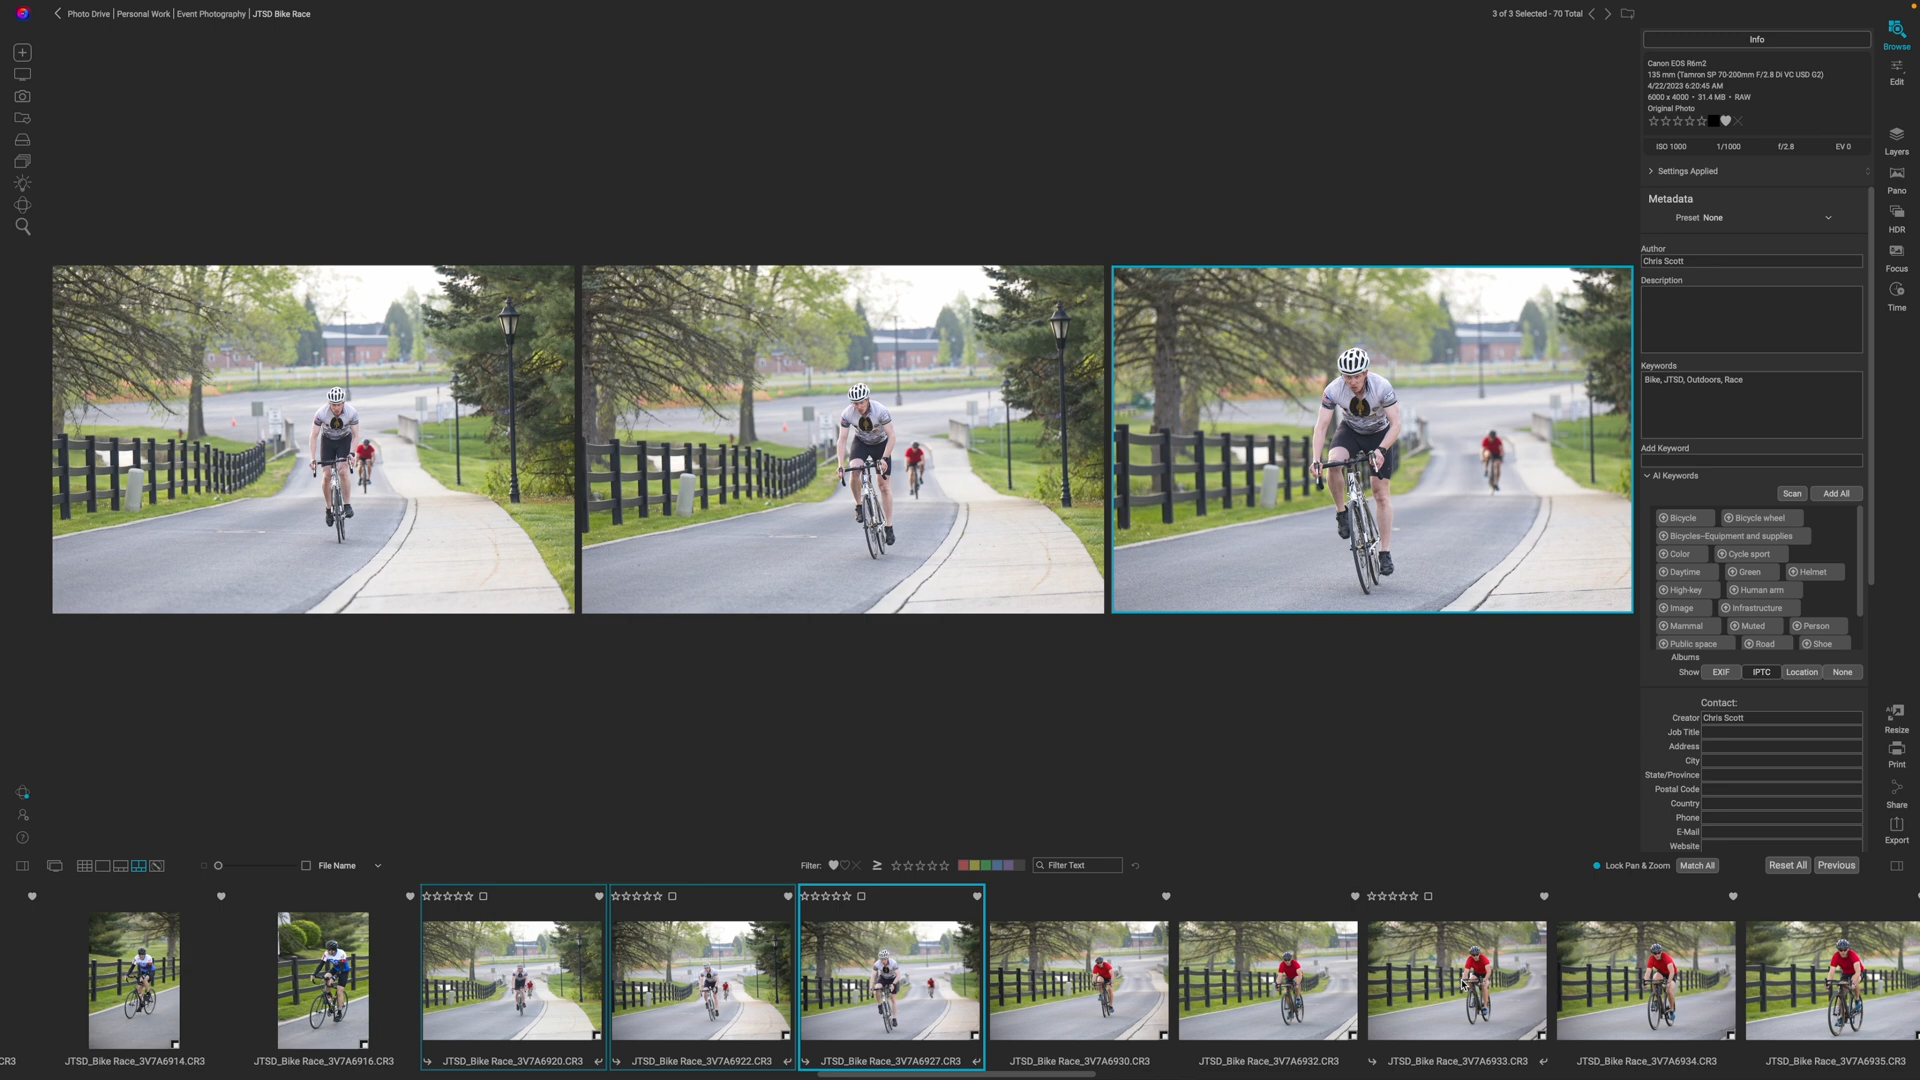 Photo Drive | Personal Work | Event Photography | JTSD Bike Race
3 of 3 Selected - 70 Total
Info
Browse
Canon EOS R6m2
135 mm (Tamron SP 70-200mm F/2.8 Di VC USD G2)
4/22/2023 6:20:45 AM
6000 x 4000 • 31.4 MB • RAW
Original Photo
Edit
ISO 1000 1/1000 f/2.8 EV 0
Layers
Settings Applied
Pano
Metadata
Preset None
HDR
Author
Chris Scott
Focus
Description
Time
Keywords
Bike, JTSD, Outdoors, Race
Add Keyword
AI Keywords
Scan Add All
Bicycle Bicycle wheel
Bicycles--Equipment and supplies
Color Cycle sport
Daytime Green Helmet
High-key Human arm
Image Infrastructure
Mammal Muted Person
Public space Road Shoe
Albums
Show EXIF IPTC Location None
Contact:
Creator Chris Scott
Job Title
Address
City
State/Province
Postal Code
Country
Phone
E-Mail
Website
Resize
Print
Share
Export
File Name
Filter:
Filter Text
Lock Pan & Zoom Match All
Reset All Previous
CR3
JTSD_Bike Race_3V7A6914.CR3
JTSD_Bike Race_3V7A6916.CR3
JTSD_Bike Race_3V7A6920.CR3
JTSD_Bike Race_3V7A6922.CR3
JTSD_Bike Race_3V7A6927.CR3
JTSD_Bike Race_3V7A6930.CR3
JTSD_Bike Race_3V7A6932.CR3
JTSD_Bike Race_3V7A6933.CR3
JTSD_Bike Race_3V7A6934.CR3
JTSD_Bike Race_3V7A6935.CR3